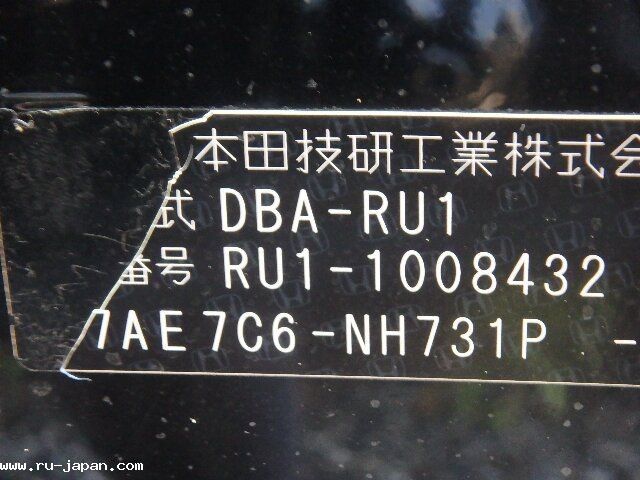 本田技研工業株式会
式 DBA-RU1
番号 RU1-1008432
7AE7C6-NH731P -
www.ru-japan.com